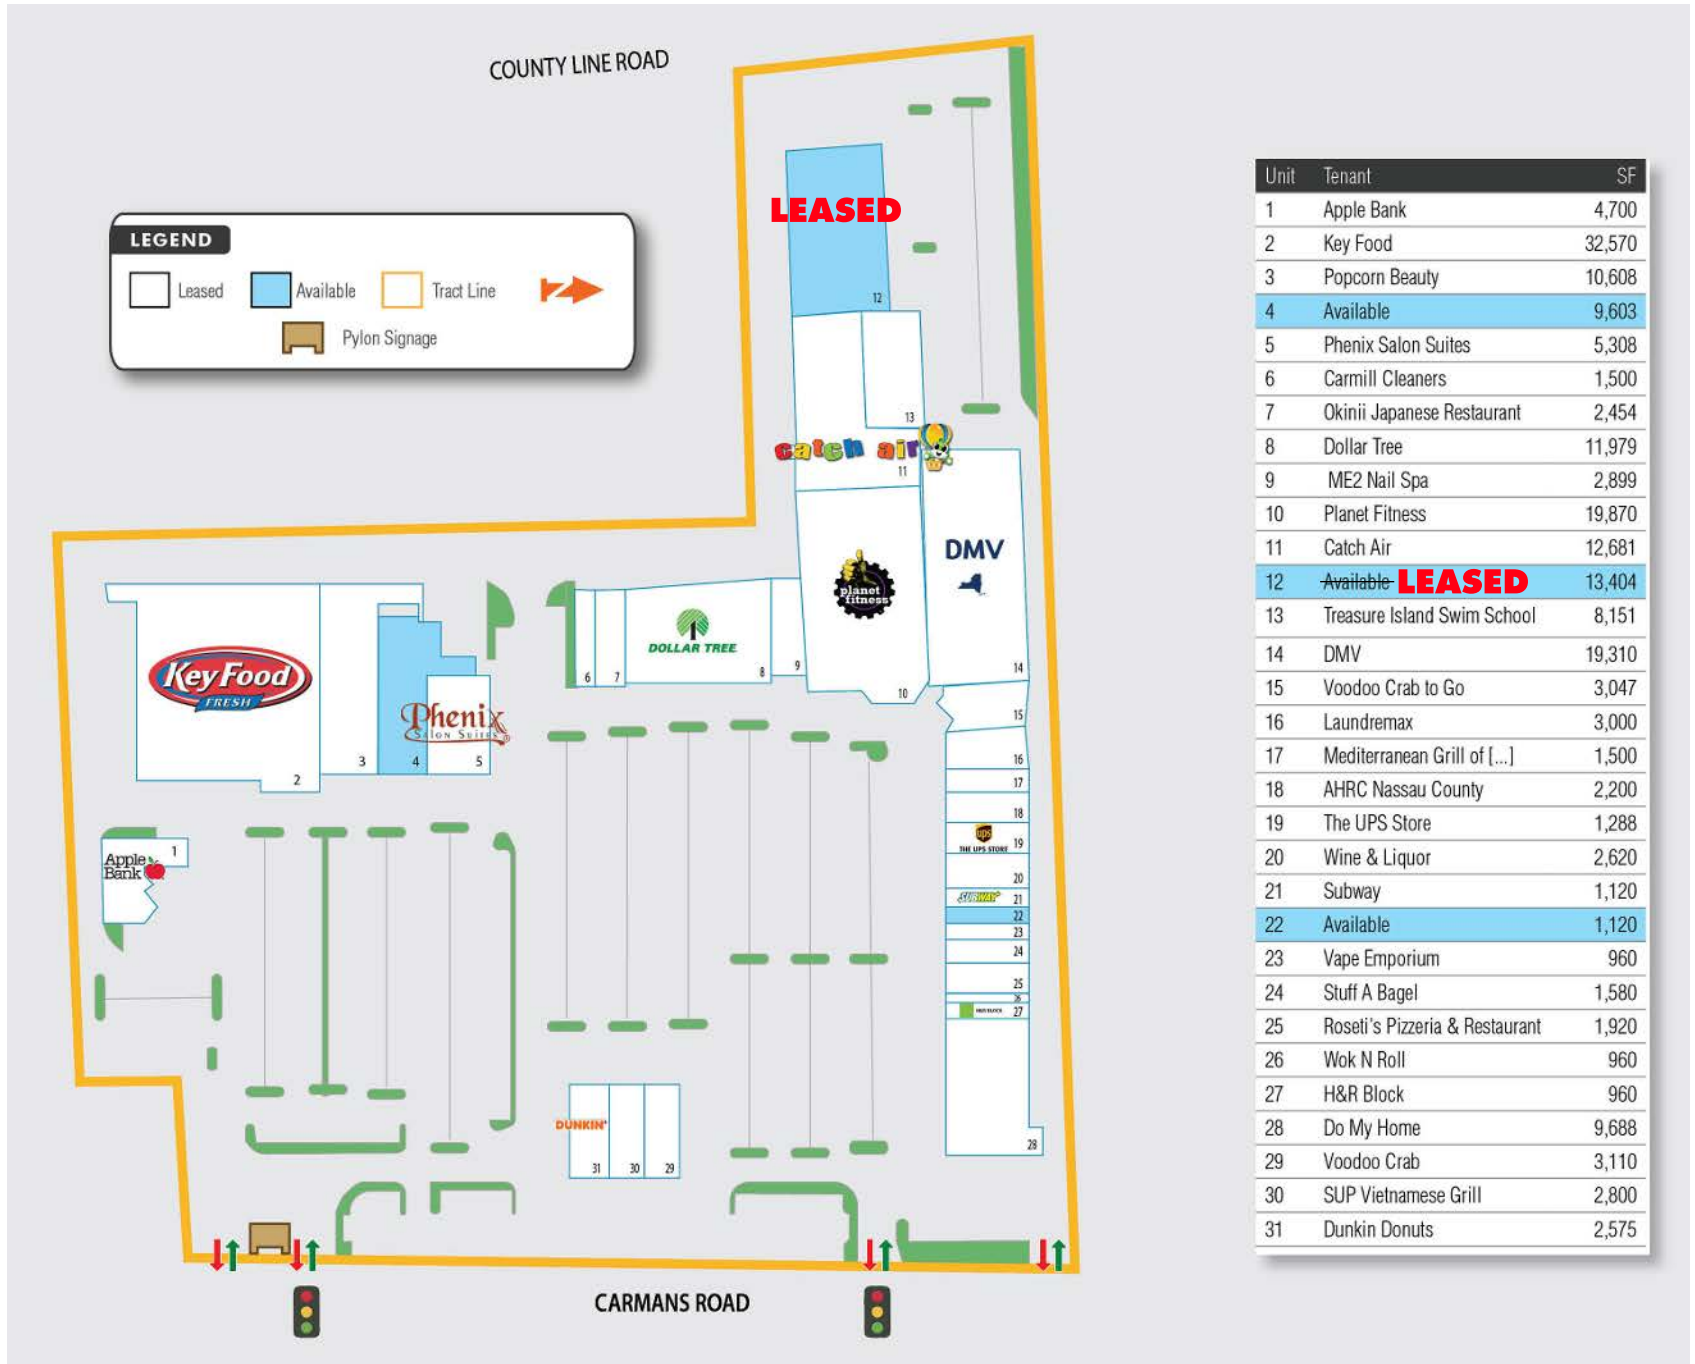 COUNTY LINE ROAD
LEGEND
Leased
Available
Tract Line
Pylon Signage
LEASED
12
13
catch air
11
DMV
planet
fitness
10
14
KeyFood
FRESH
2
3
4
Phenix
Salon Suites
5
6
7
DOLLAR TREE
8
9
15
16
17
18
ups
THE UPS STORE 19
20
SUBWAY 21
22
23
24
25
26
H&R BLOCK 27
28
Apple
Bank
1
DUNKIN'
31
30
29
CARMANS ROAD
Unit Tenant SF
1 Apple Bank 4,700
2 Key Food 32,570
3 Popcorn Beauty 10,608
4 Available 9,603
5 Phenix Salon Suites 5,308
6 Carmill Cleaners 1,500
7 Okinii Japanese Restaurant 2,454
8 Dollar Tree 11,979
9 ME2 Nail Spa 2,899
10 Planet Fitness 19,870
11 Catch Air 12,681
12 Available LEASED 13,404
13 Treasure Island Swim School 8,151
14 DMV 19,310
15 Voodoo Crab to Go 3,047
16 Laundremax 3,000
17 Mediterranean Grill of [...] 1,500
18 AHRC Nassau County 2,200
19 The UPS Store 1,288
20 Wine & Liquor 2,620
21 Subway 1,120
22 Available 1,120
23 Vape Emporium 960
24 Stuff A Bagel 1,580
25 Roseti's Pizzeria & Restaurant 1,920
26 Wok N Roll 960
27 H&R Block 960
28 Do My Home 9,688
29 Voodoo Crab 3,110
30 SUP Vietnamese Grill 2,800
31 Dunkin Donuts 2,575